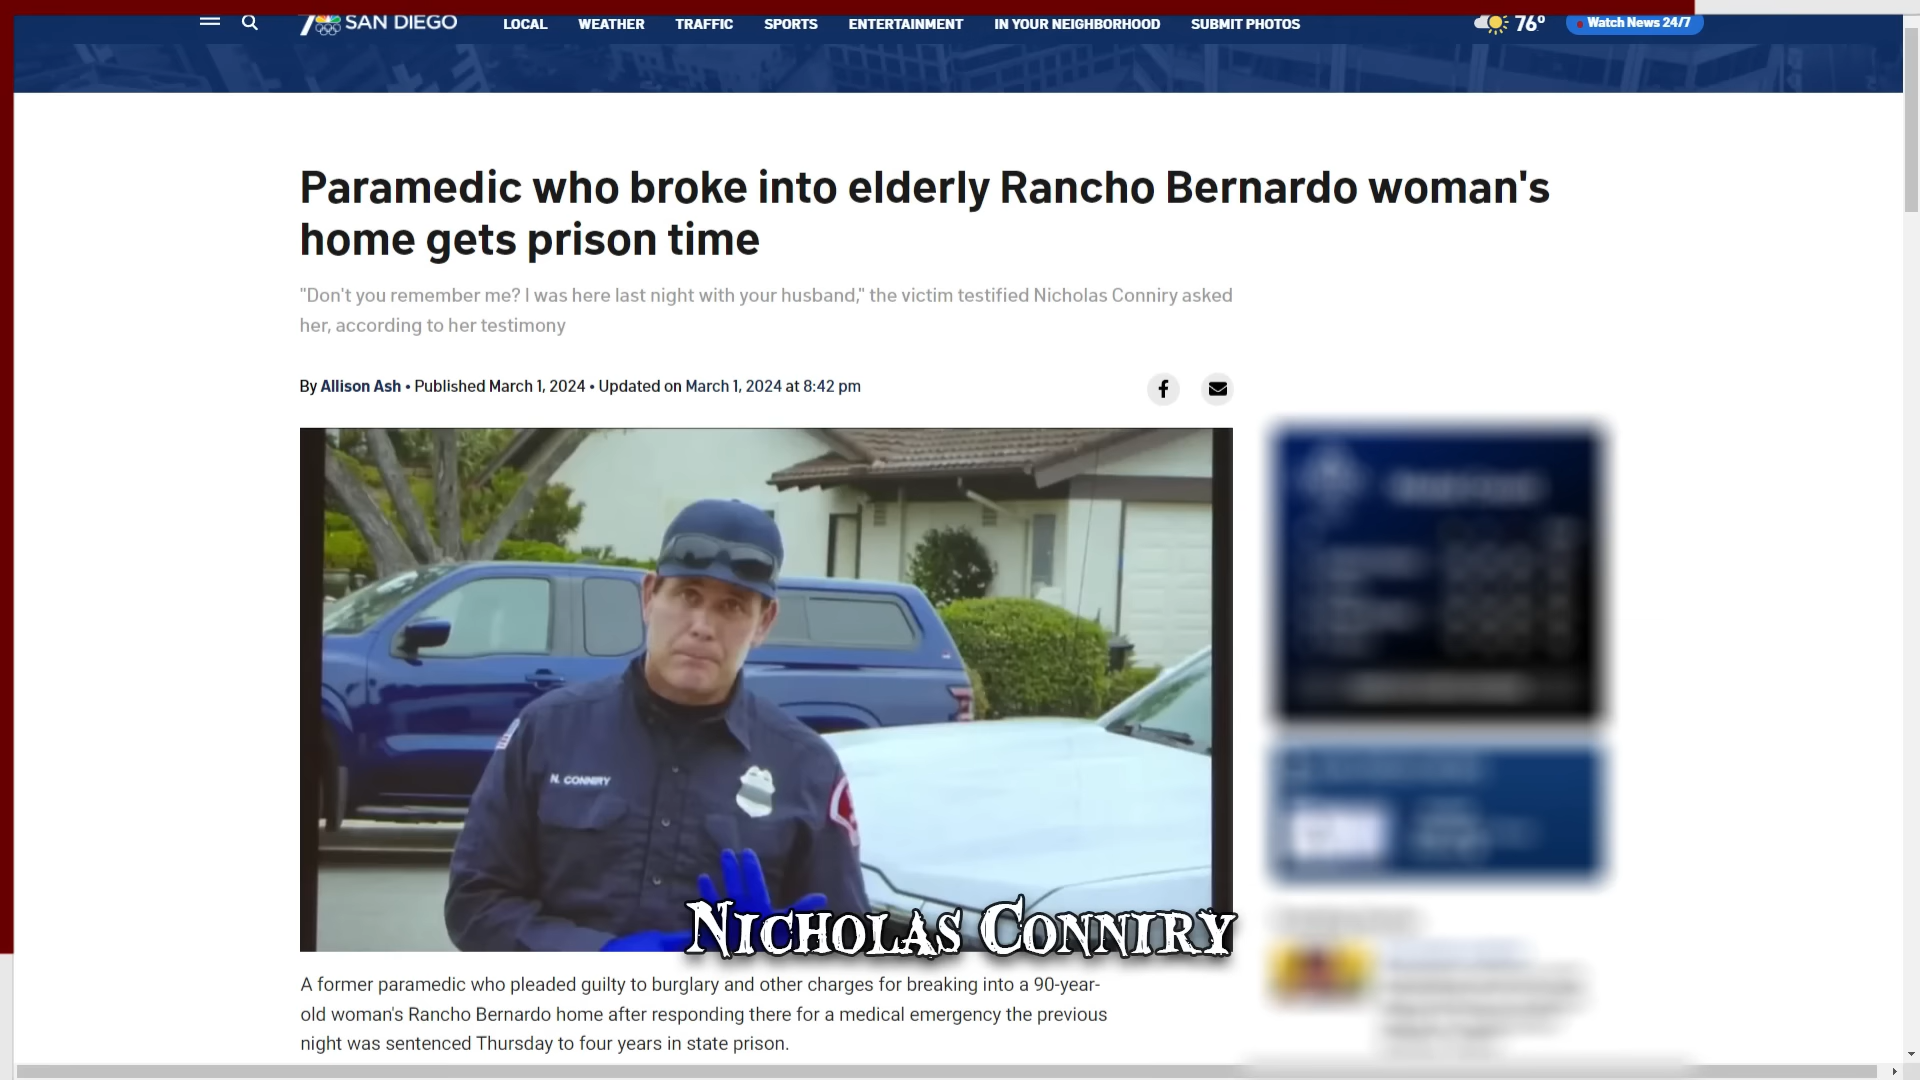 7 SAN DIEGO
LOCAL WEATHER TRAFFIC SPORTS ENTERTAINMENT IN YOUR NEIGHBORHOOD SUBMIT PHOTOS
76º
Watch News 24/7
Paramedic who broke into elderly Rancho Bernardo woman's
home gets prison time
"Don't you remember me? I was here last night with your husband," the victim testified Nicholas Conniry asked
her, according to her testimony
By Allison Ash • Published March 1, 2024 • Updated on March 1, 2024 at 8:42 pm
N. CONNIRY
NICHOLAS CONNIRY
A former paramedic who pleaded guilty to burglary and other charges for breaking into a 90-year-
old woman's Rancho Bernardo home after responding there for a medical emergency the previous
night was sentenced Thursday to four years in state prison.